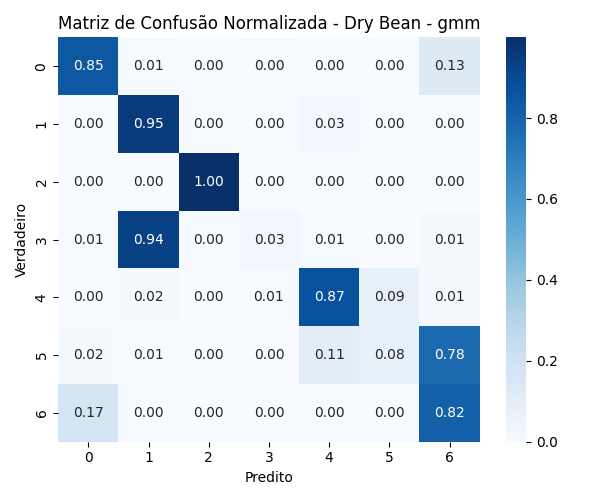 Matriz de Confusão Normalizada - Dry Bean - gmm
0 0.85 0.01 0.00 0.00 0.00 0.00 0.13
1 0.00 0.95 0.00 0.00 0.03 0.00 0.00
2 0.00 0.00 1.00 0.00 0.00 0.00 0.00
3 0.01 0.94 0.00 0.03 0.01 0.00 0.01
4 0.00 0.02 0.00 0.01 0.87 0.09 0.01
5 0.02 0.01 0.00 0.00 0.11 0.08 0.78
6 0.17 0.00 0.00 0.00 0.00 0.00 0.82
0 1 2 3 4 5 6
Verdadeiro
Predito
0.8
0.6
0.4
0.2
0.0